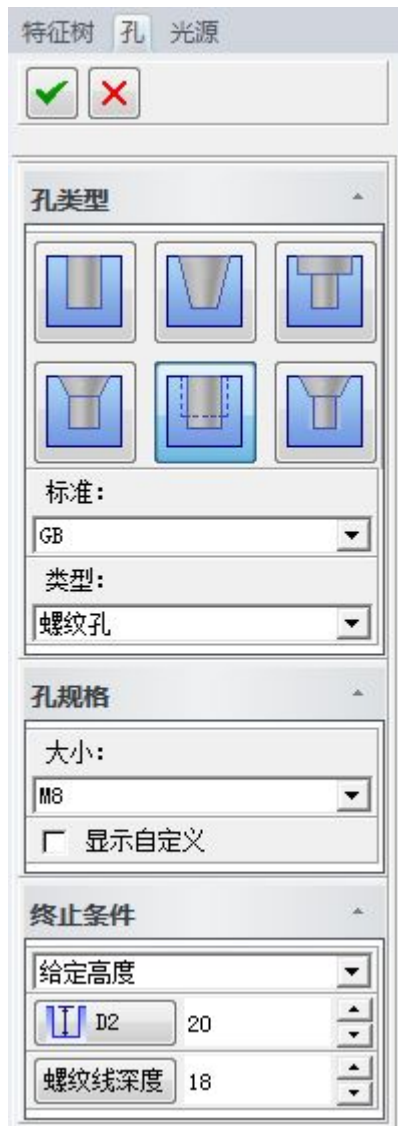 特征树 孔 光源
孔类型
标准:
GB
类型:
螺纹孔
孔规格
大小:
M8
显示自定义
终止条件
给定高度
D2 20
螺纹线深度 18